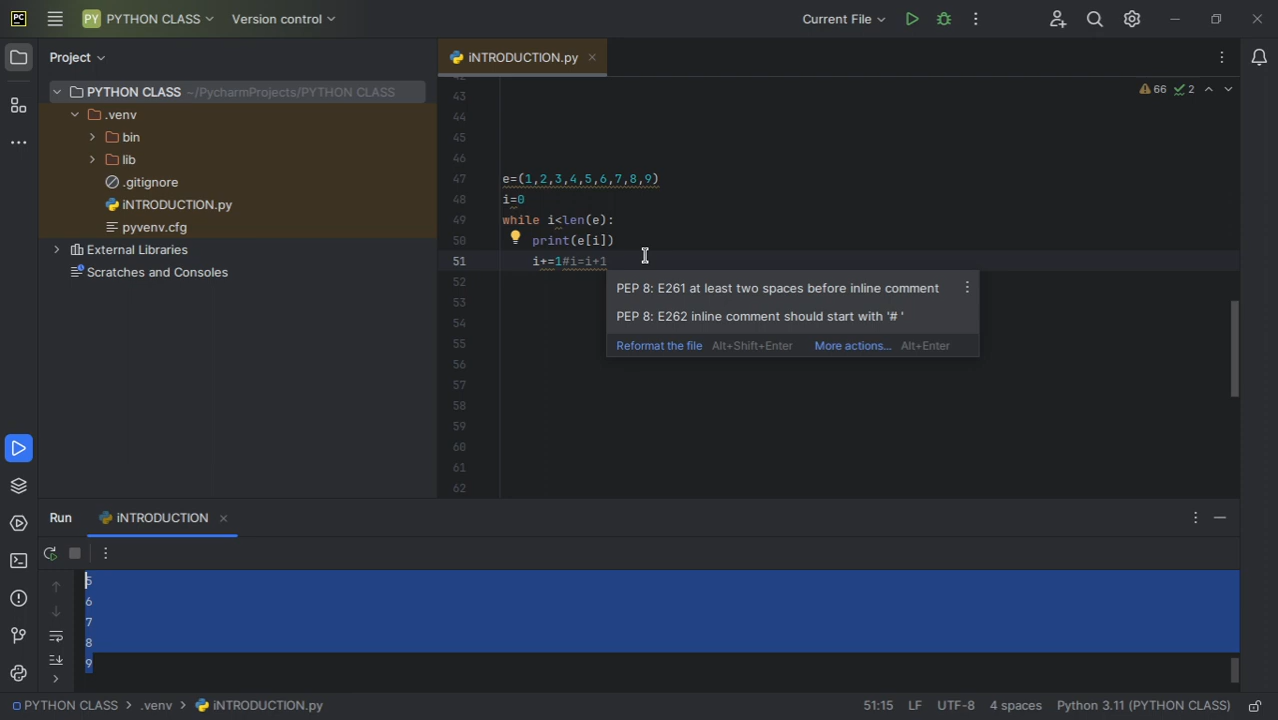 PC PY PYTHON CLASS Version control Current File
Project iNTRODUCTION.py
PYTHON CLASS ~/PycharmProjects/PYTHON CLASS
.venv
bin
lib
.gitignore
iNTRODUCTION.py
pyvenv.cfg
External Libraries
Scratches and Consoles
66 2
42
43
44
45
46
47 e=(1,2,3,4,5,6,7,8,9)
48 i=0
49 while i<len(e):
50 print(e[i])
51 i+=1#i=i+1
52
53
54
55
56
57
58
59
60
61
62
PEP 8: E261 at least two spaces before inline comment
PEP 8: E262 inline comment should start with '# '
Reformat the file Alt+Shift+Enter More actions... Alt+Enter
Run iNTRODUCTION
5
6
7
8
9
PYTHON CLASS > .venv > iNTRODUCTION.py 51:15 LF UTF-8 4 spaces Python 3.11 (PYTHON CLASS)